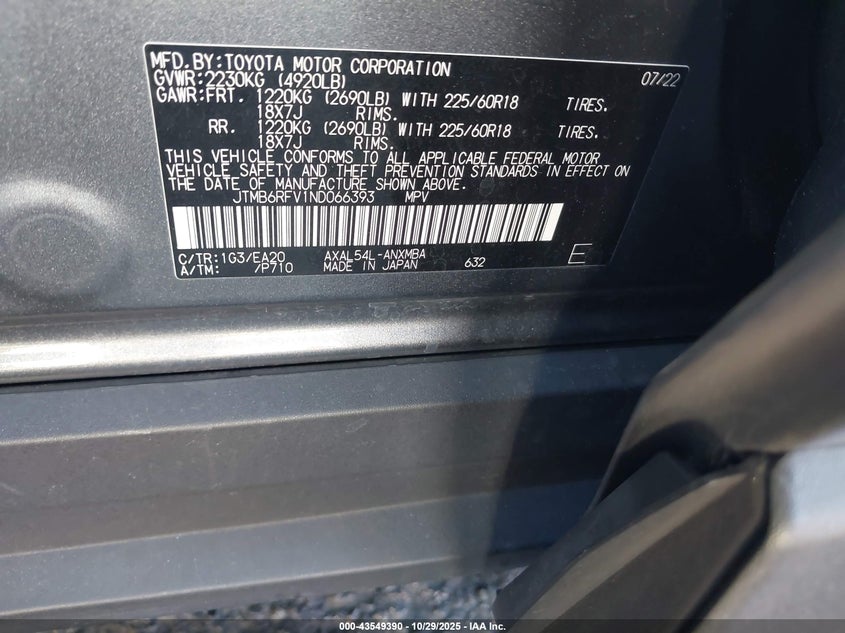 MFD.BY:TOYOTA MOTOR CORPORATION 07/22
GVWR:2230KG (4920LB)
GAWR:FRT. 1220KG (2690LB) WITH 225/60R18 TIRES.
18X7J RIMS.
RR. 1220KG (2690LB) WITH 225/60R18 TIRES.
18X7J RIMS.
THIS VEHICLE CONFORMS TO ALL APPLICABLE FEDERAL MOTOR
VEHICLE SAFETY AND THEFT PREVENTION STANDARDS IN EFFECT ON
THE DATE OF MANUFACTURE SHOWN ABOVE.
JTMB6RFV1ND066393 MPV
C/TR:1G3/EA20 AXAL54L-ANXMBA
A/TM: /P710 MADE IN JAPAN 632 E
000-43549390 - 10/29/2025 - IAA Inc.